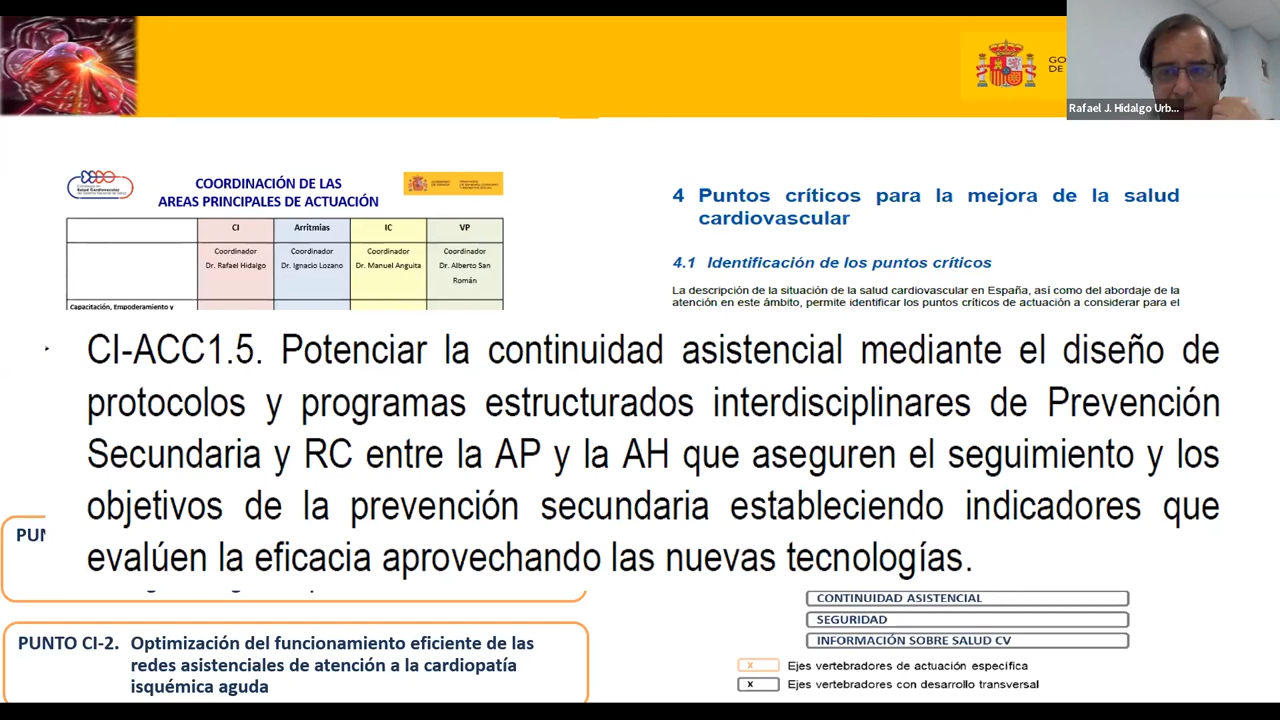 GO
DE
Rafael J. Hidalgo Urb...
COORDINACIÓN DE LAS
AREAS PRINCIPALES DE ACTUACIÓN
CI Arritmias IC VP
Coordinador Coordinador Coordinador Coordinador
Dr. Rafael Hidalgo Dr. Ignacio Lozano Dr. Manuel Anguita Dr. Alberto San
Román
Capacitación, Empoderamiento y
4 Puntos críticos para la mejora de la salud
cardiovascular
4.1 Identificación de los puntos críticos
La descripción de la situación de la salud cardiovascular en España, así como del abordaje de la
atención en este ámbito, permite identificar los puntos críticos de actuación a considerar para el
CI-ACC1.5. Potenciar la continuidad asistencial mediante el diseño de
protocolos y programas estructurados interdisciplinares de Prevención
Secundaria y RC entre la AP y la AH que aseguren el seguimiento y los
objetivos de la prevención secundaria estableciendo indicadores que
evalúen la eficacia aprovechando las nuevas tecnologías.
PUN
PUNTO CI-2. Optimización del funcionamiento eficiente de las
redes asistenciales de atención a la cardiopatía
isquémica aguda
CONTINUIDAD ASISTENCIAL
SEGURIDAD
INFORMACIÓN SOBRE SALUD CV
x Ejes vertebradores de actuación específica
x Ejes vertebradores con desarrollo transversal